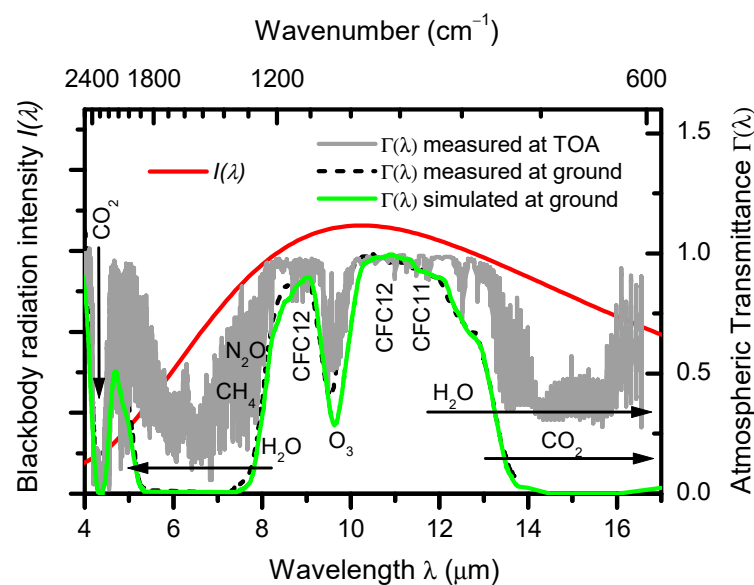 Wavenumber (cm⁻¹)
2400 1800 1200 600
Blackbody radiation intensity I(λ)
Atmospheric Transmittance Γ(λ)
1.5
1.0
0.5
0.0
I(λ)
Γ(λ) measured at TOA
Γ(λ) measured at ground
Γ(λ) simulated at ground
CO₂
N₂O
CH₄
H₂O
CFC12
O₃
CFC12
CFC11
H₂O
CO₂
4 6 8 10 12 14 16
Wavelength λ (μm)